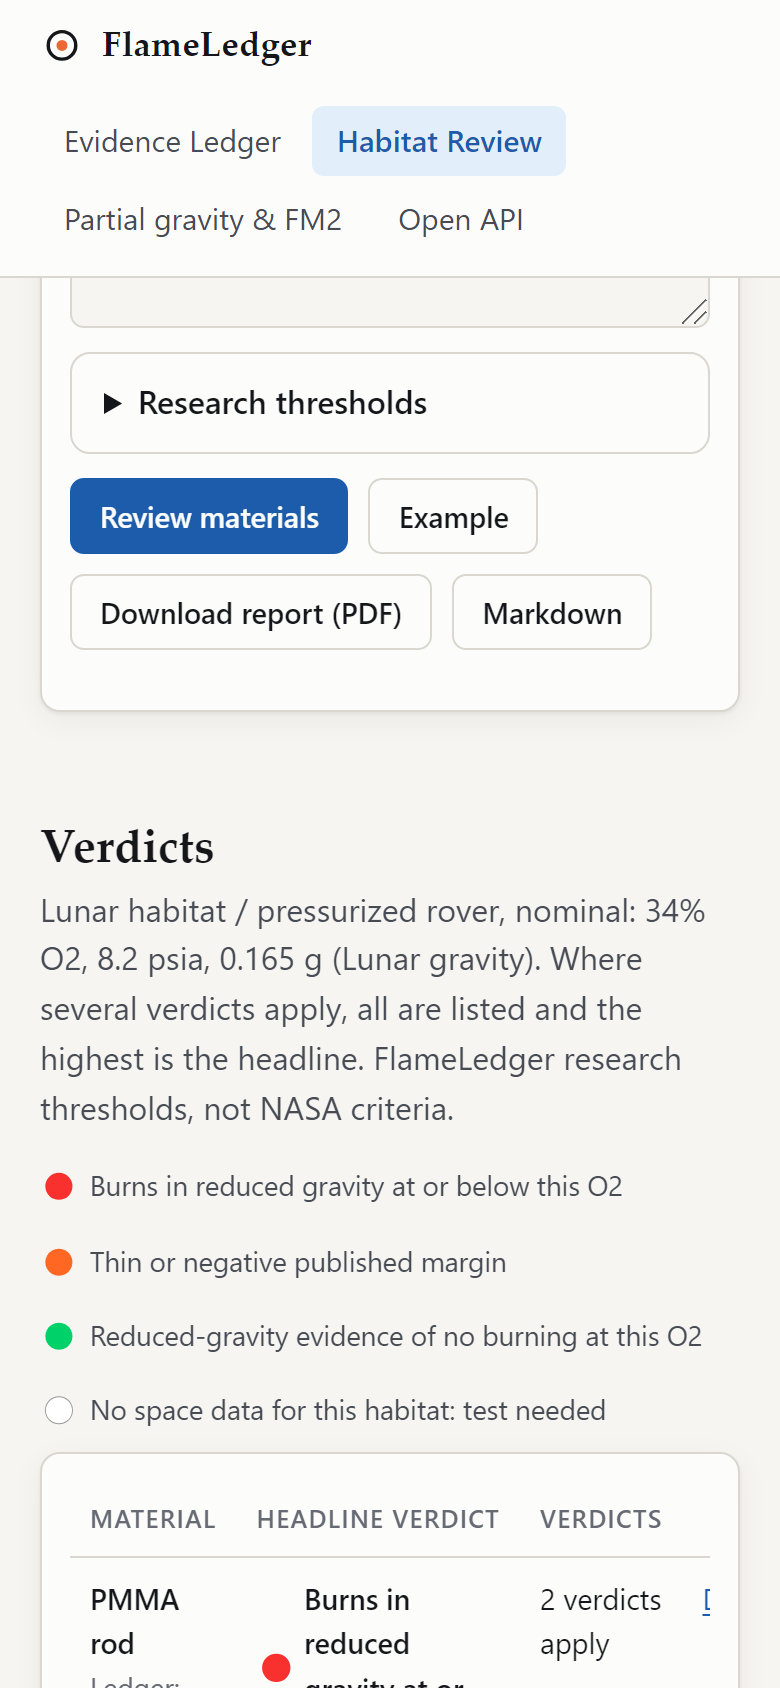 FlameLedger
Evidence Ledger
Habitat Review
Partial gravity & FM2
Open API
Research thresholds
Review materials
Example
Download report (PDF)
Markdown
Verdicts
Lunar habitat / pressurized rover, nominal: 34%
O2, 8.2 psia, 0.165 g (Lunar gravity). Where
several verdicts apply, all are listed and the
highest is the headline. FlameLedger research
thresholds, not NASA criteria.
Burns in reduced gravity at or below this O2
Thin or negative published margin
Reduced-gravity evidence of no burning at this O2
No space data for this habitat: test needed
MATERIAL HEADLINE VERDICT VERDICTS
PMMA
rod
Ledger:
Burns in
reduced
gravity at or
2 verdicts
apply